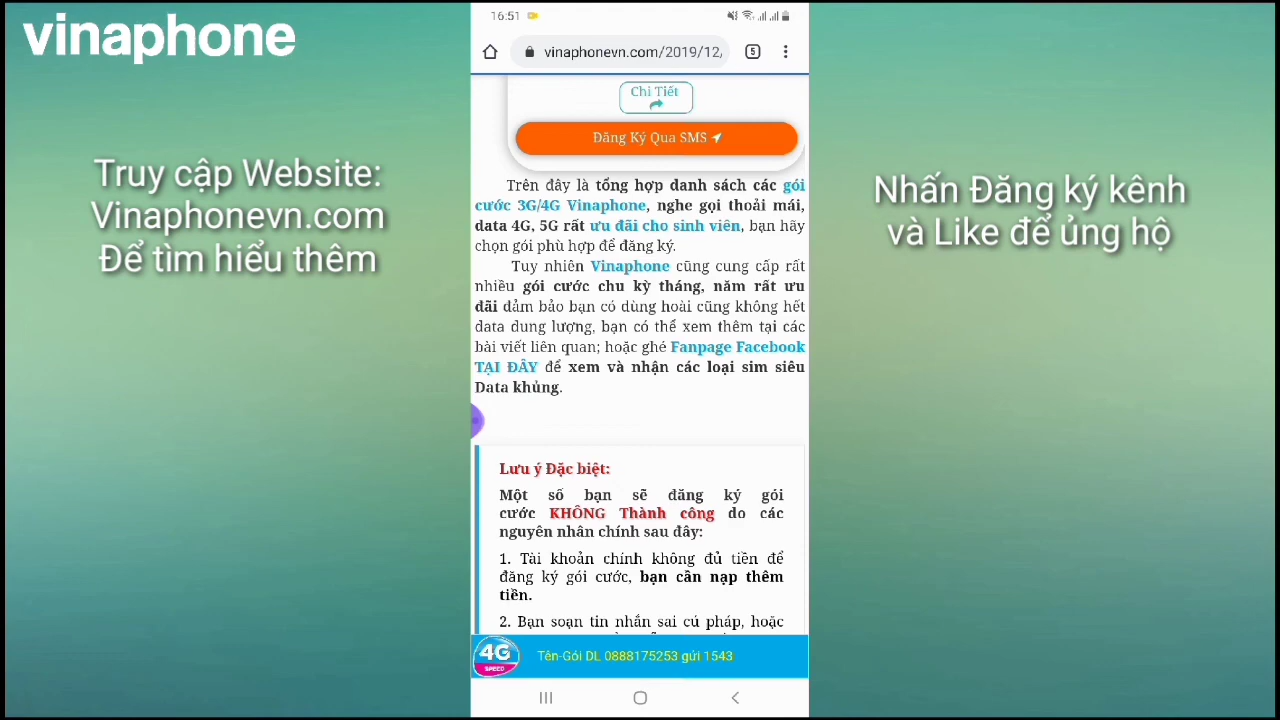 vinaphone
Truy cập Website:
Vinaphonevn.com
Để tìm hiểu thêm
16:51
vinaphonevn.com/2019/12/
5
Chi Tiết
Đăng Ký Qua SMS
Trên đây là tổng hợp danh sách các gói
cước 3G/4G Vinaphone, nghe gọi thoải mái,
data 4G, 5G rất ưu đãi cho sinh viên, bạn hãy
chọn gói phù hợp để đăng ký.
Tuy nhiên Vinaphone cũng cung cấp rất
nhiều gói cước chu kỳ tháng, năm rất ưu
đãi đảm bảo bạn có dùng hoài cũng không hết
data dung lượng, bạn có thể xem thêm tại các
bài viết liên quan; hoặc ghé Fanpage Facebook
TẠI ĐÂY để xem và nhận các loại sim siêu
Data khủng.
Lưu ý Đặc biệt:
Một số bạn sẽ đăng ký gói
cước KHÔNG Thành công do các
nguyên nhân chính sau đây:
1. Tài khoản chính không đủ tiền để
đăng ký gói cước, bạn cần nạp thêm
tiền.
2. Bạn soạn tin nhắn sai cú pháp, hoặc
4G
SPEED
Tên-Gói DL 0888175253 gửi 1543
Nhấn Đăng ký kênh
và Like để ủng hộ